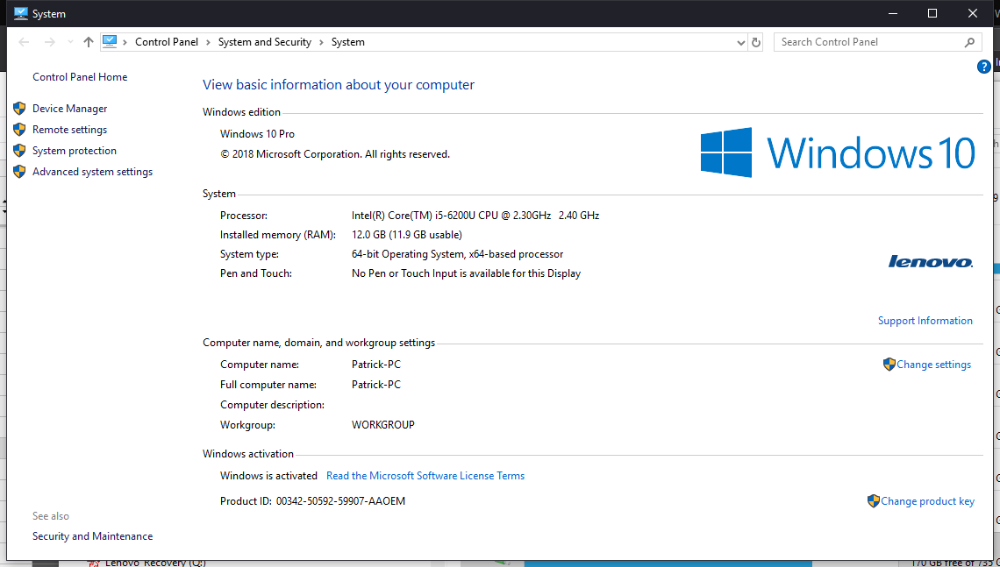 System
Control Panel › System and Security › System
Search Control Panel
Control Panel Home
Device Manager
Remote settings
System protection
Advanced system settings
View basic information about your computer
Windows edition
Windows 10 Pro
© 2018 Microsoft Corporation. All rights reserved.
Windows 10
System
Processor: Intel(R) Core(TM) i5-6200U CPU @ 2.30GHz 2.40 GHz
Installed memory (RAM): 12.0 GB (11.9 GB usable)
System type: 64-bit Operating System, x64-based processor
Pen and Touch: No Pen or Touch Input is available for this Display
lenovo
Support Information
Computer name, domain, and workgroup settings
Computer name: Patrick-PC
Change settings
Full computer name: Patrick-PC
Computer description:
Workgroup: WORKGROUP
Windows activation
Windows is activated Read the Microsoft Software License Terms
Product ID: 00342-50592-59907-AAOEM
Change product key
See also
Security and Maintenance
Lenovo Recovery (Q:)
170 GB free of 735 G